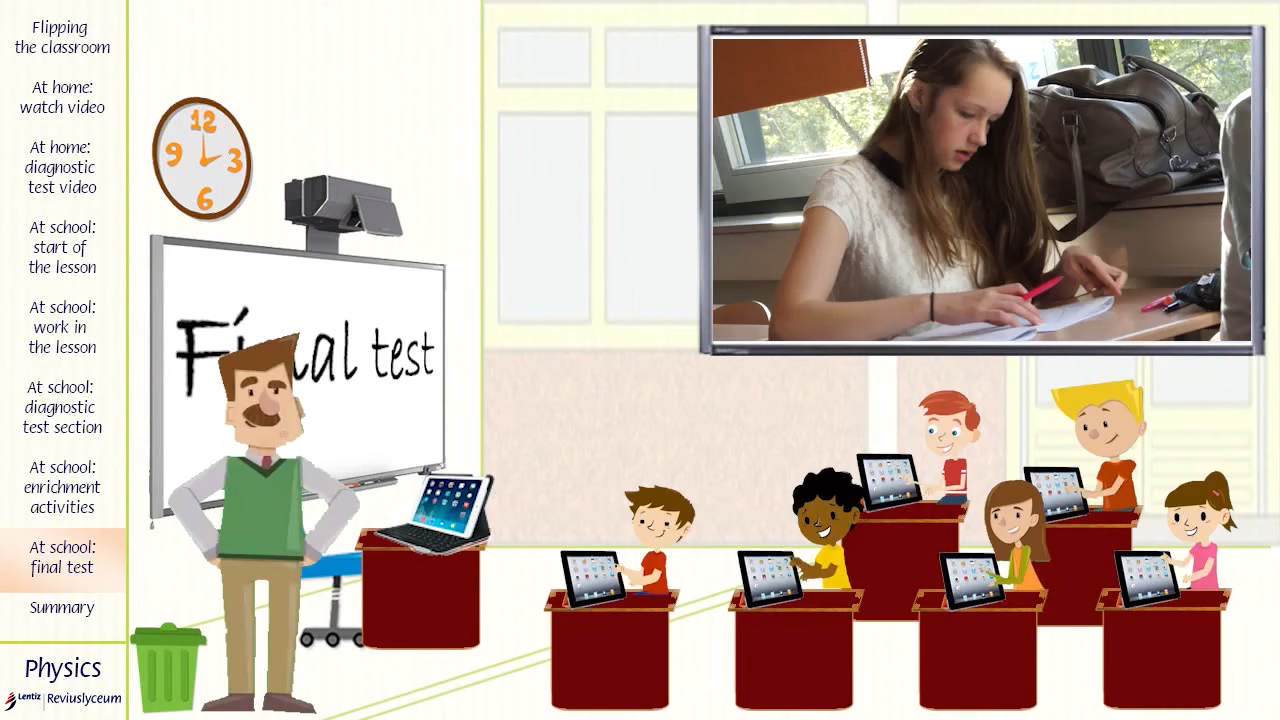 Flipping
the classroom
At home:
watch video
At home:
diagnostic
test video
At school:
start of
the lesson
At school:
work in
the lesson
At school:
diagnostic
test section
At school:
enrichment
activities
At school:
final test
Summary
Physics
Lentiz | Reviuslyceum
12
9 3
6
Final test